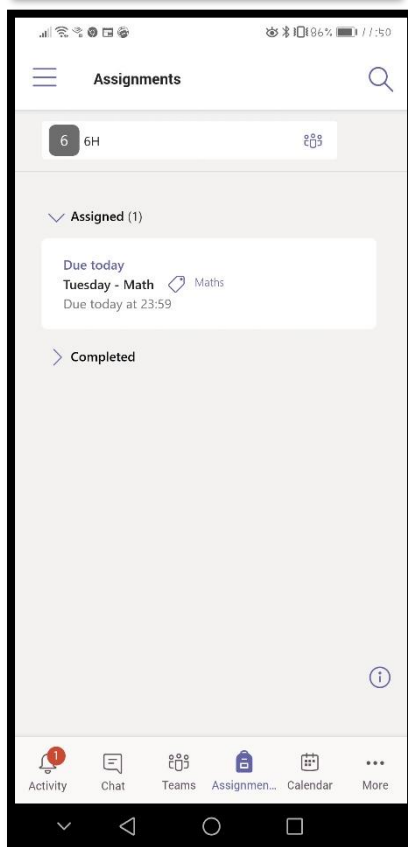 96%
Assignments
6 6H
Assigned (1)
Due today
Tuesday - Math Maths
Due today at 23:59
Completed
1
Activity Chat Teams Assignmen... Calendar More